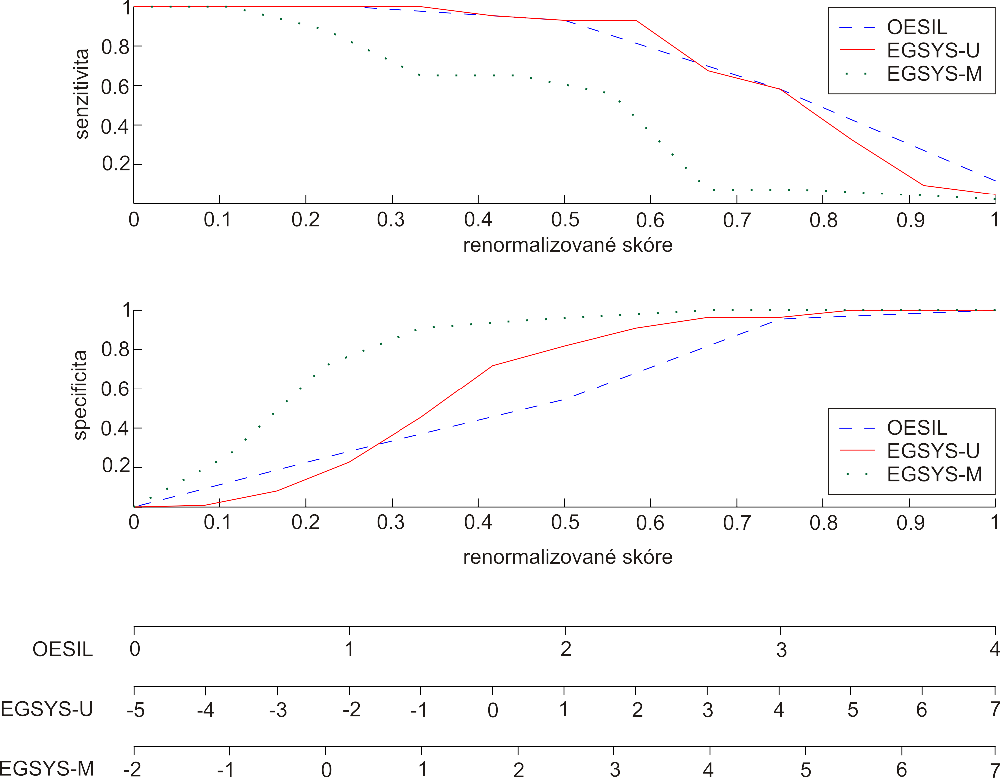 1
0.8
0.6
0.4
0.2
senzitivita
OESIL
EGSYS-U
EGSYS-M
0 0.1 0.2 0.3 0.4 0.5 0.6 0.7 0.8 0.9 1
renormalizované skóre
1
0.8
0.6
0.4
0.2
specificita
OESIL
EGSYS-U
EGSYS-M
0 0.1 0.2 0.3 0.4 0.5 0.6 0.7 0.8 0.9 1
renormalizované skóre
OESIL 0 1 2 3 4
EGSYS-U -5 -4 -3 -2 -1 0 1 2 3 4 5 6 7
EGSYS-M -2 -1 0 1 2 3 4 5 6 7